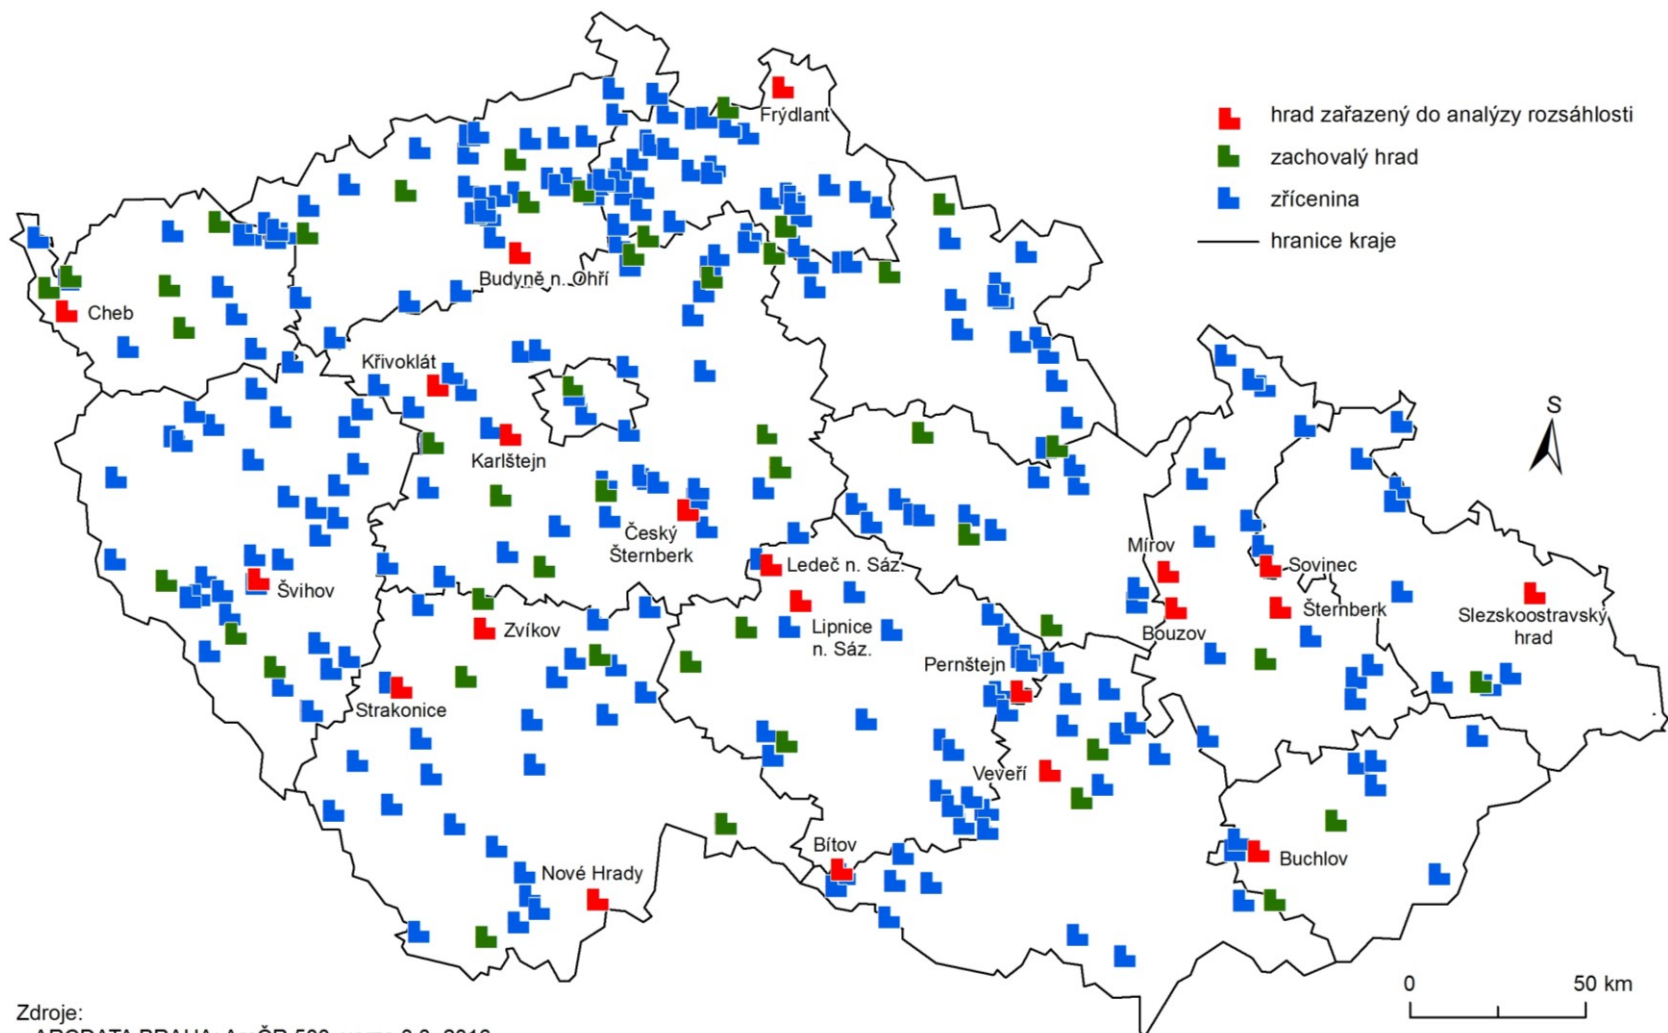 Frýdlant
hrad zařazený do analýzy rozsáhlosti
zachovalý hrad
zřícenina
hranice kraje
Budyně n. Ohří
Cheb
Křivoklát
Karlštejn
S
Český
Šternberk
Mírov
Ledeč n. Sáz.
Sovinec
Švihov
Šternberk
Slezskoostravský
hrad
Zvíkov
Lipnice
n. Sáz.
Bouzov
Pernštejn
Strakonice
Veveří
Bítov
Buchlov
Nové Hrady
0 50 km
Zdroje: